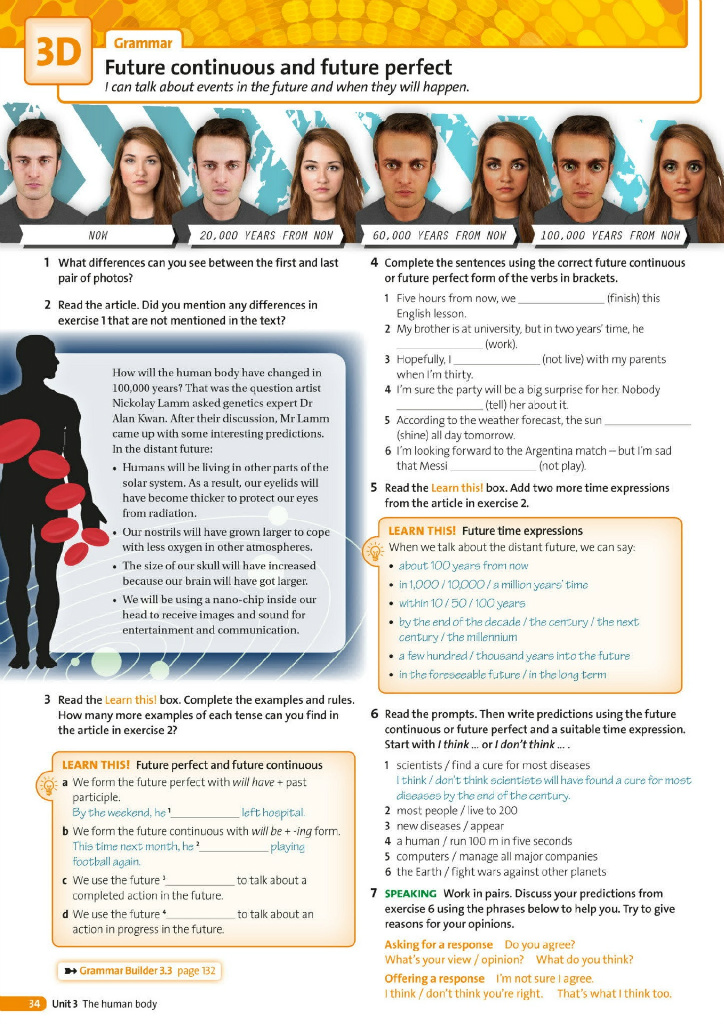 3D
Grammar
Future continuous and future perfect
I can talk about events in the future and when they will happen.
NOW
20,000 YEARS FROM NOW
60,000 YEARS FROM NOW
100,000 YEARS FROM NOW
1 What differences can you see between the first and last
pair of photos?
2 Read the article. Did you mention any differences in
exercise 1 that are not mentioned in the text?
How will the human body have changed in
100,000 years? That was the question artist
Nickolay Lamm asked genetics expert Dr
Alan Kwan. After their discussion, Mr Lamm
came up with some interesting predictions.
In the distant future:
• Humans will be living in other parts of the
solar system. As a result, our eyelids will
have become thicker to protect our eyes
from radiation.
• Our nostrils will have grown larger to cope
with less oxygen in other atmospheres.
• The size of our skull will have increased
because our brain will have got larger.
• We will be using a nano-chip inside our
head to receive images and sound for
entertainment and communication.
3 Read the Learn this! box. Complete the examples and rules.
How many more examples of each tense can you find in
the article in exercise 2?
LEARN THIS! Future perfect and future continuous
a We form the future perfect with will have + past
participle.
By the weekend, he ¹____________ left hospital.
b We form the future continuous with will be + -ing form.
This time next month, he ²____________ playing
football again.
c We use the future ³____________ to talk about a
completed action in the future.
d We use the future ⁴____________ to talk about an
action in progress in the future.
Grammar Builder 3.3 page 132
4 Complete the sentences using the correct future continuous
or future perfect form of the verbs in brackets.
1 Five hours from now, we ______________ (finish) this
English lesson.
2 My brother is at university, but in two years' time, he
______________ (work).
3 Hopefully, I ______________ (not live) with my parents
when I'm thirty.
4 I'm sure the party will be a big surprise for her. Nobody
______________ (tell) her about it.
5 According to the weather forecast, the sun ______________
(shine) all day tomorrow.
6 I'm looking forward to the Argentina match – but I'm sad
that Messi ______________ (not play).
5 Read the Learn this! box. Add two more time expressions
from the article in exercise 2.
LEARN THIS! Future time expressions
When we talk about the distant future, we can say:
• about 100 years from now
• in 1,000 / 10,000 / a million years' time
• within 10 / 50 / 100 years
• by the end of the decade / the century / the next
century / the millennium
• a few hundred / thousand years into the future
• in the foreseeable future / in the long term
6 Read the prompts. Then write predictions using the future
continuous or future perfect and a suitable time expression.
Start with I think ... or I don't think ... .
1 scientists / find a cure for most diseases
I think / don't think scientists will have found a cure for most
diseases by the end of the century.
2 most people / live to 200
3 new diseases / appear
4 a human / run 100 m in five seconds
5 computers / manage all major companies
6 the Earth / fight wars against other planets
7 SPEAKING Work in pairs. Discuss your predictions from
exercise 6 using the phrases below to help you. Try to give
reasons for your opinions.
Asking for a response Do you agree?
What's your view / opinion? What do you think?
Offering a response I'm not sure I agree.
I think / don't think you're right. That's what I think too.
34 Unit 3 The human body